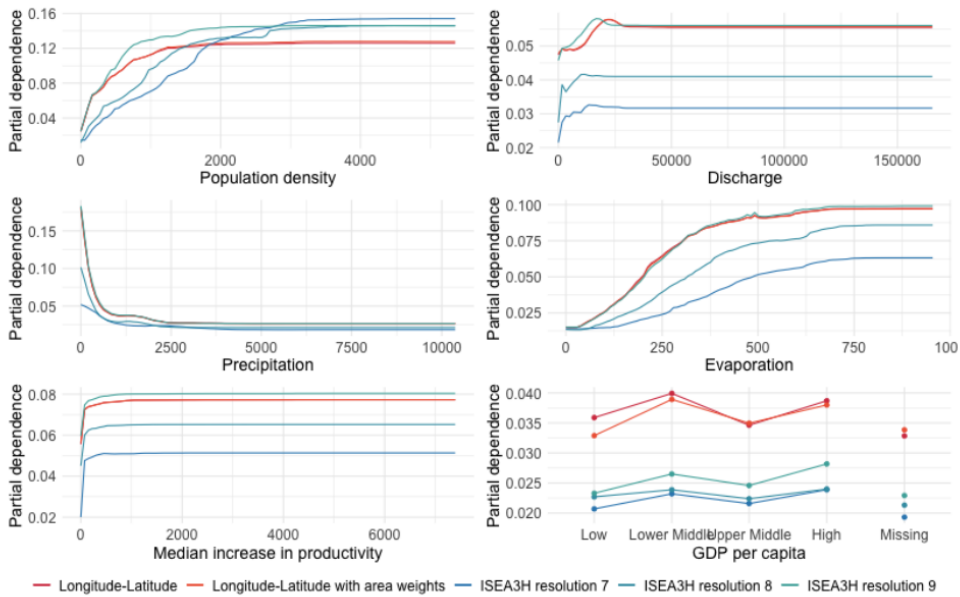 Partial dependence
0.16
0.12
0.08
0.04
0
2000
4000
Population density
Partial dependence
0.05
0.04
0.03
0.02
0
50000
100000
150000
Discharge
Partial dependence
0.15
0.10
0.05
0
2500
5000
7500
10000
Precipitation
Partial dependence
0.100
0.075
0.050
0.025
0
250
500
750
100
Evaporation
Partial dependence
0.08
0.06
0.04
0.02
0
2000
4000
6000
Median increase in productivity
Partial dependence
0.040
0.035
0.030
0.025
0.020
Low
Lower Middle
Upper Middle
High
Missing
GDP per capita
Longitude-Latitude
Longitude-Latitude with area weights
ISEA3H resolution 7
ISEA3H resolution 8
ISEA3H resolution 9